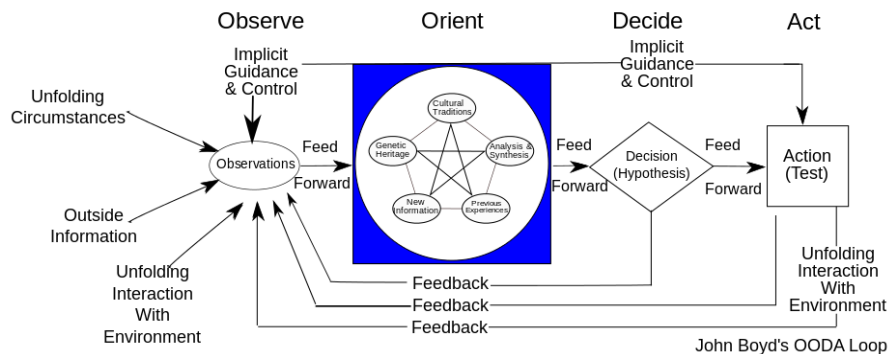 Observe
Orient
Decide
Act
Implicit
Guidance
& Control
Implicit
Guidance
& Control
Unfolding
Circumstances
Observations
Outside
Information
Unfolding
Interaction
With
Environment
Feed
Forward
Cultural
Traditions
Genetic
Heritage
Analysis &
Synthesis
New
Information
Previous
Experiences
Feed
Forward
Decision
(Hypothesis)
Feed
Forward
Action
(Test)
Unfolding
Interaction
With
Environment
Feedback
Feedback
Feedback
John Boyd's OODA Loop